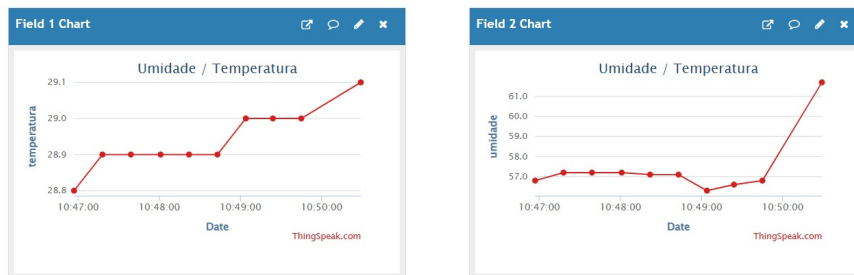 Field 1 Chart
Umidade / Temperatura
temperatura
29.1
29.0
28.9
28.8
10:47:00 10:48:00 10:49:00 10:50:00
Date
ThingSpeak.com
Field 2 Chart
Umidade / Temperatura
umidade
61.0
60.0
59.0
58.0
57.0
10:47:00 10:48:00 10:49:00 10:50:00
Date
ThingSpeak.com